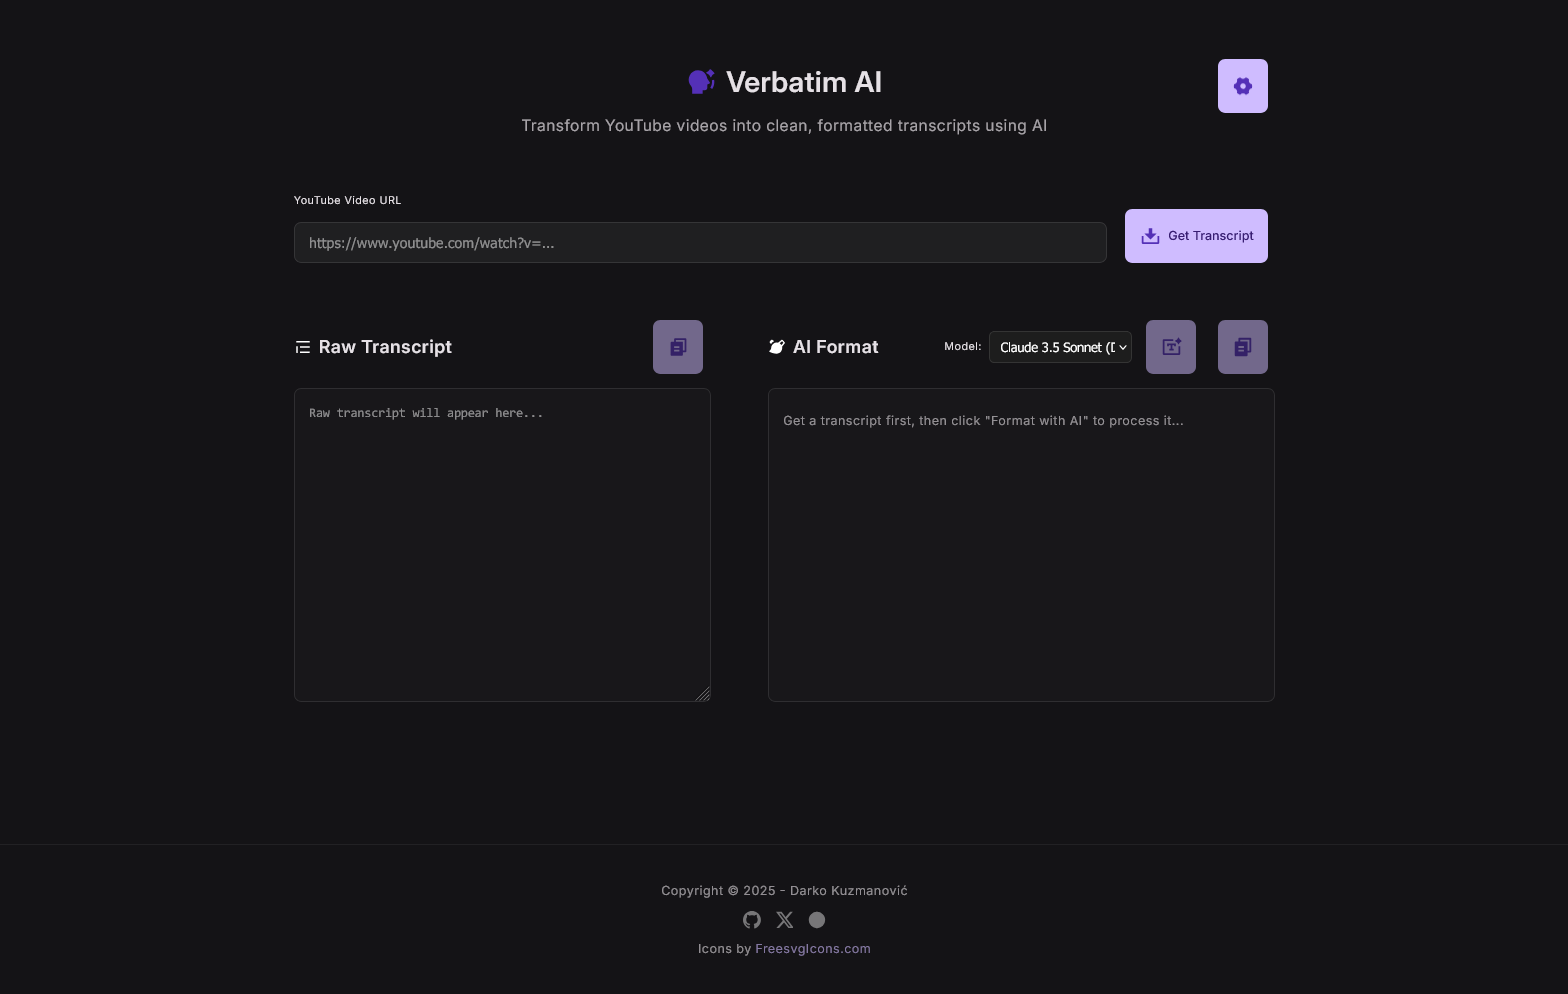 Verbatim AI
Transform YouTube videos into clean, formatted transcripts using AI
YouTube Video URL
https://www.youtube.com/watch?v=...
Get Transcript
Raw Transcript
Raw transcript will appear here...
AI Format
Model:
Claude 3.5 Sonnet (
Get a transcript first, then click "Format with AI" to process it...
Copyright © 2025 - Darko Kuzmanović
Icons by FreesvgIcons.com